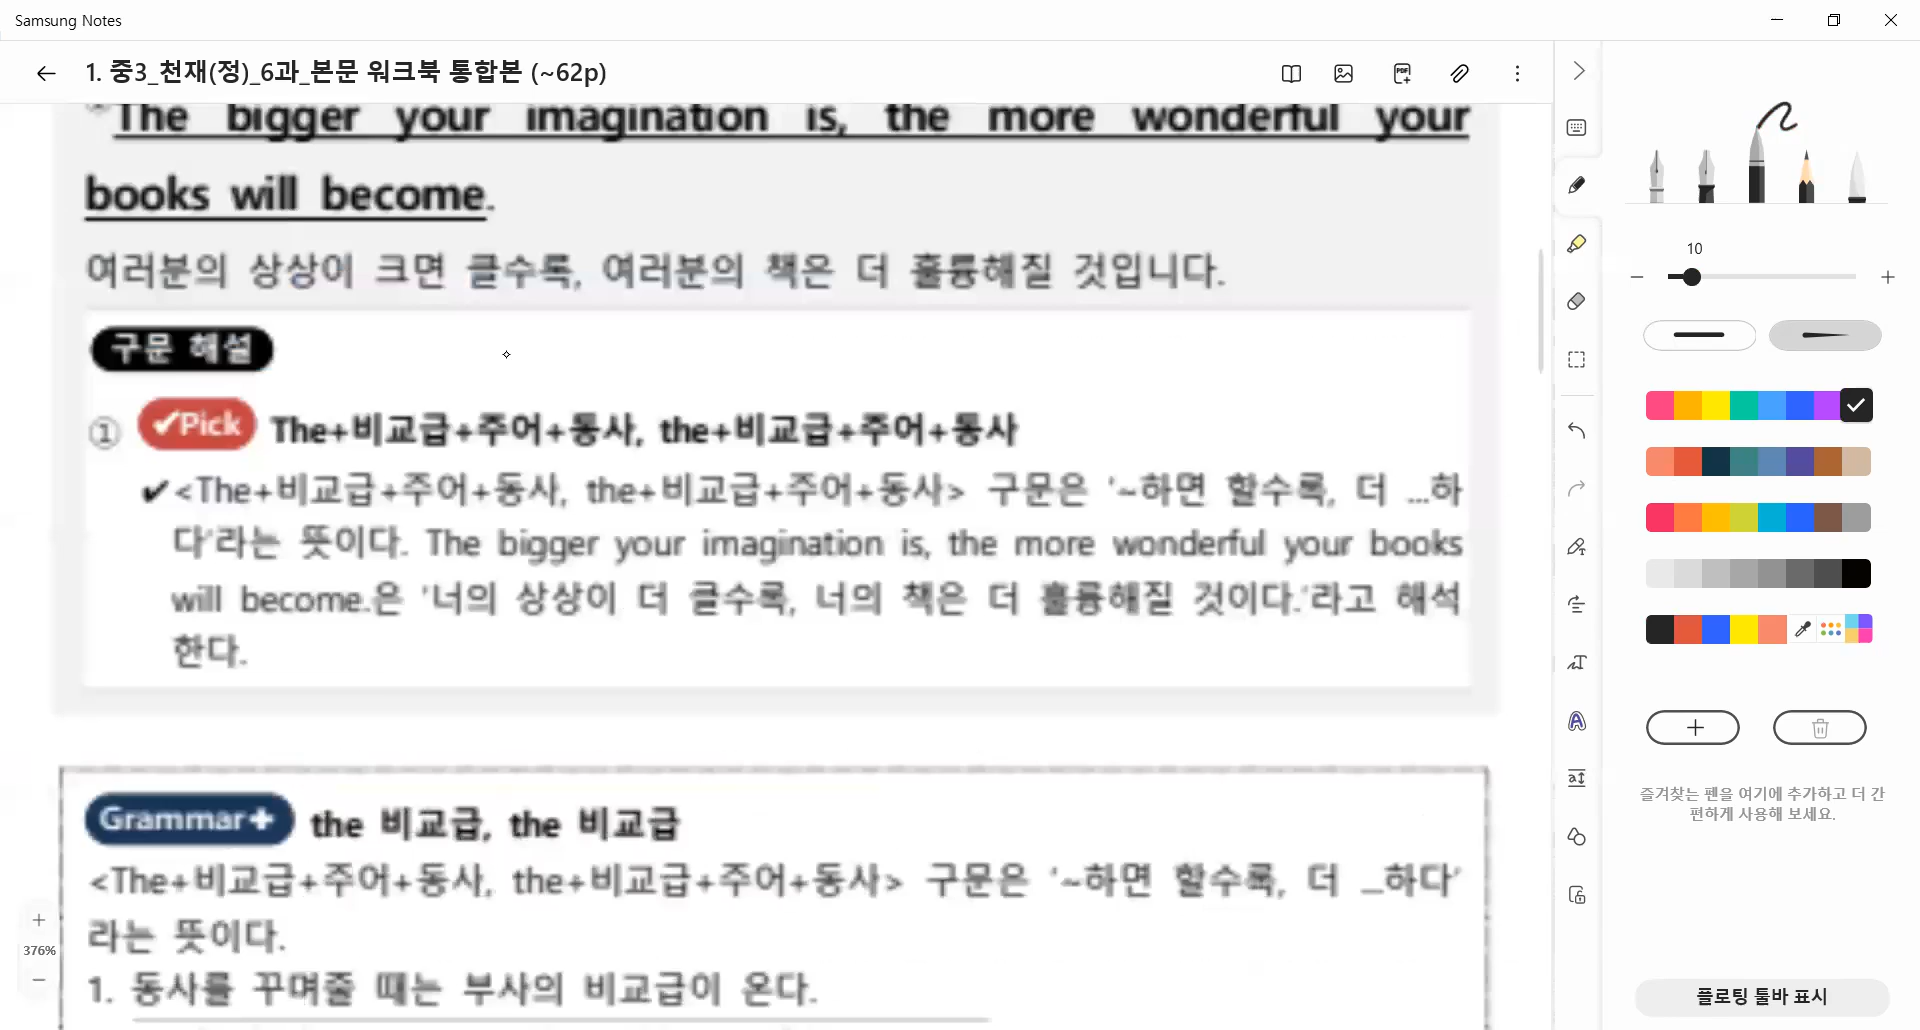 Samsung Notes
1. 중3_천재(정)_6과_본문 워크북 통합본 (~62p)
The bigger your imagination is, the more wonderful your
books will become.
여러분의 상상이 크면 클수록, 여러분의 책은 더 훌륭해질 것입니다.
구문 해설
① ✔Pick The+비교급+주어+동사, the+비교급+주어+동사
✔<The+비교급+주어+동사, the+비교급+주어+동사> 구문은 '~하면 할수록, 더 ...하
다'라는 뜻이다. The bigger your imagination is, the more wonderful your books
will become.은 '너의 상상이 더 클수록, 너의 책은 더 훌륭해질 것이다.'라고 해석
한다.
Grammar+ the 비교급, the 비교급
<The+비교급+주어+동사, the+비교급+주어+동사> 구문은 '~하면 할수록, 더 …하다'
라는 뜻이다.
1. 동사를 꾸며줄 때는 부사의 비교급이 온다.
376%
PDF
10
즐겨찾는 펜을 여기에 추가하고 더 간
편하게 사용해 보세요.
플로팅 툴바 표시